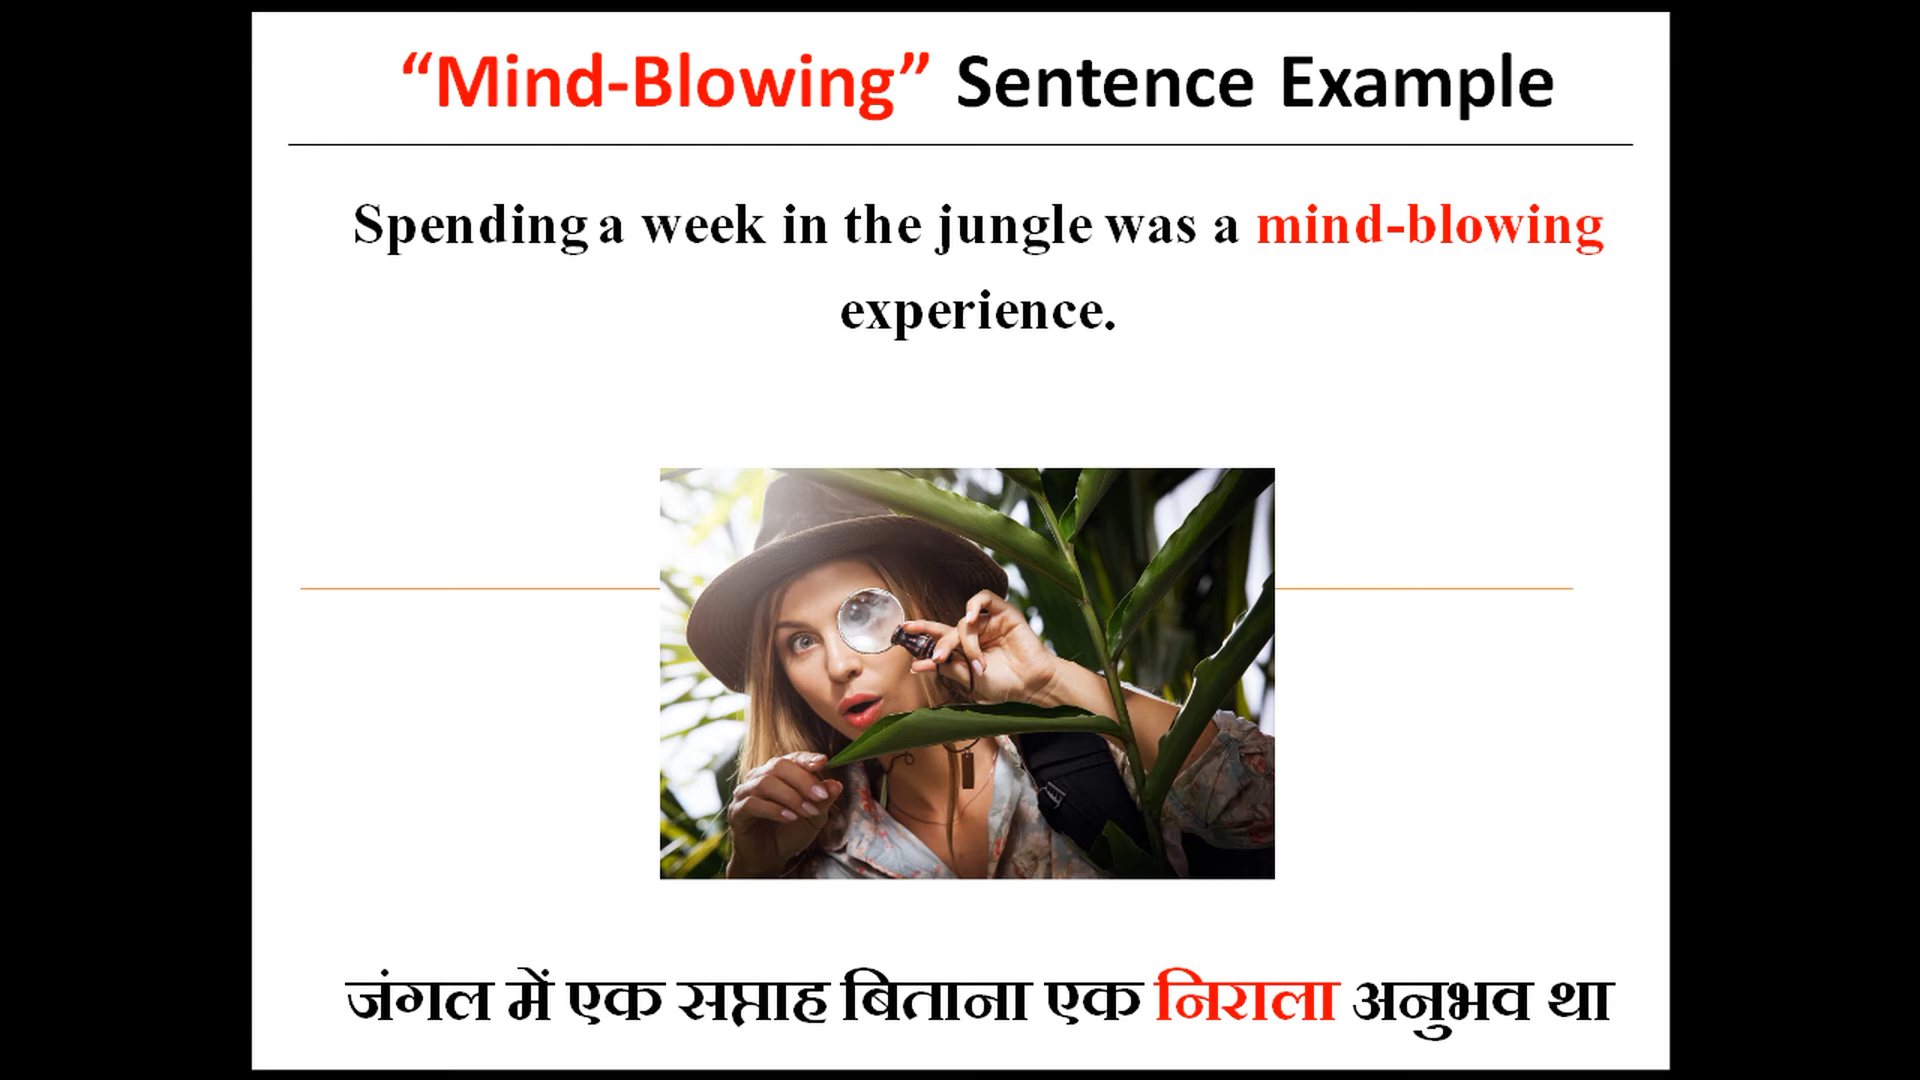 “Mind-Blowing” Sentence Example
Spending a week in the jungle was a mind-blowing
experience.
जंगल में एक सप्ताह बिताना एक निराला अनुभव था